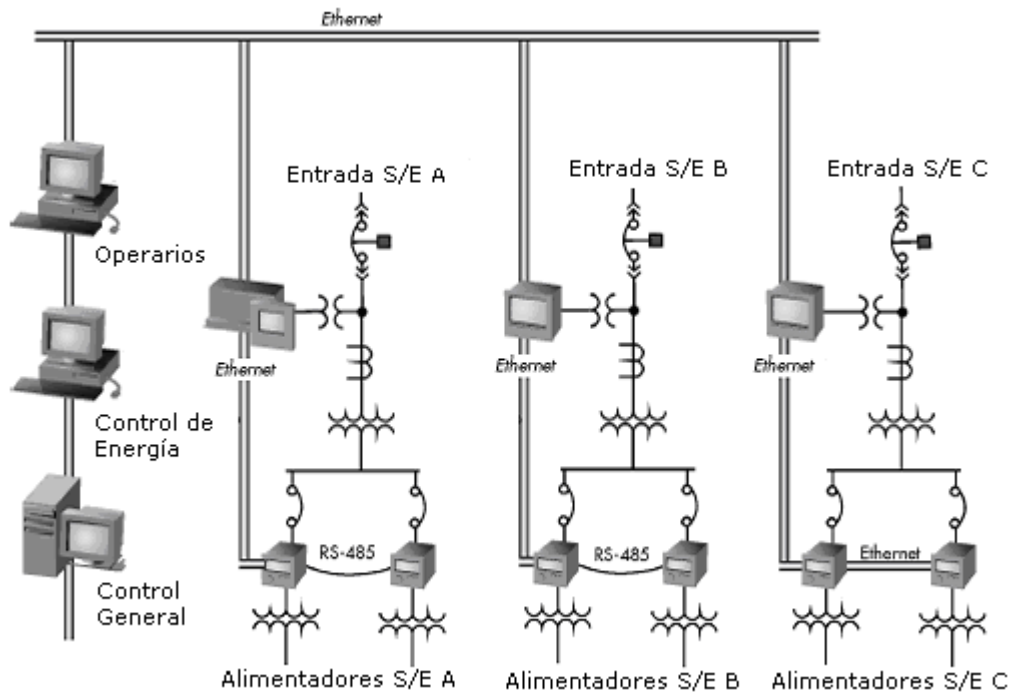 Ethernet
Entrada S/E A
Entrada S/E B
Entrada S/E C
Operarios
Ethernet
Ethernet
Ethernet
Control de
Energía
RS-485
RS-485
Ethernet
Control
General
Alimentadores S/E A
Alimentadores S/E B
Alimentadores S/E C